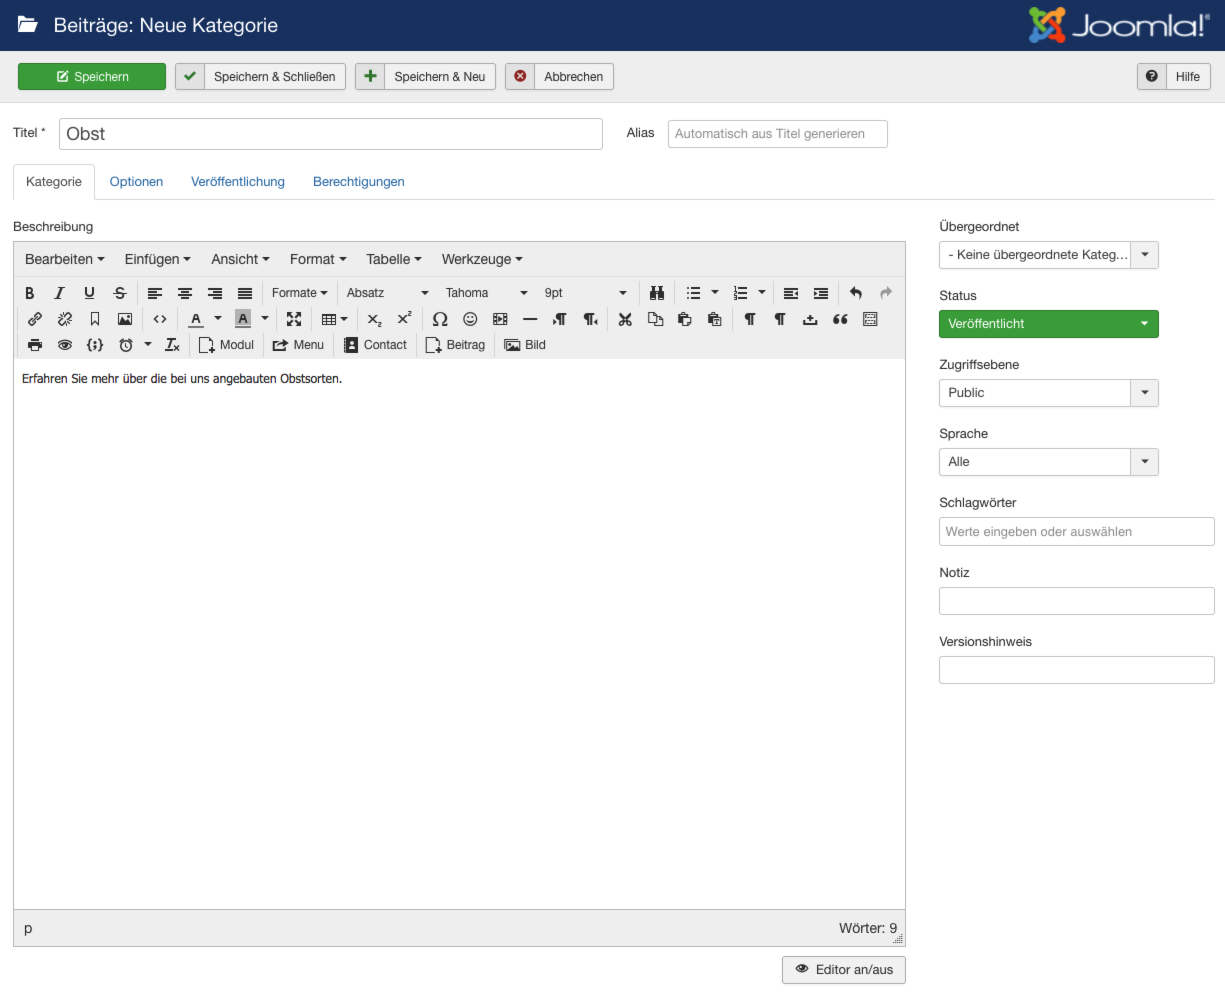 Beiträge: Neue Kategorie
Joomla!®
Speichern Speichern & Schließen Speichern & Neu Abbrechen Hilfe
Titel * Obst Alias Automatisch aus Titel generieren
Kategorie Optionen Veröffentlichung Berechtigungen
Beschreibung
Bearbeiten Einfügen Ansicht Format Tabelle Werkzeuge
B I U S Formate Absatz Tahoma 9pt
A A x₂ x² Ω
Modul Menu Contact Beitrag Bild
Erfahren Sie mehr über die bei uns angebauten Obstsorten.
p Wörter: 9
Editor an/aus
Übergeordnet
- Keine übergeordnete Kateg...
Status
Veröffentlicht
Zugriffsebene
Public
Sprache
Alle
Schlagwörter
Werte eingeben oder auswählen
Notiz
Versionshinweis